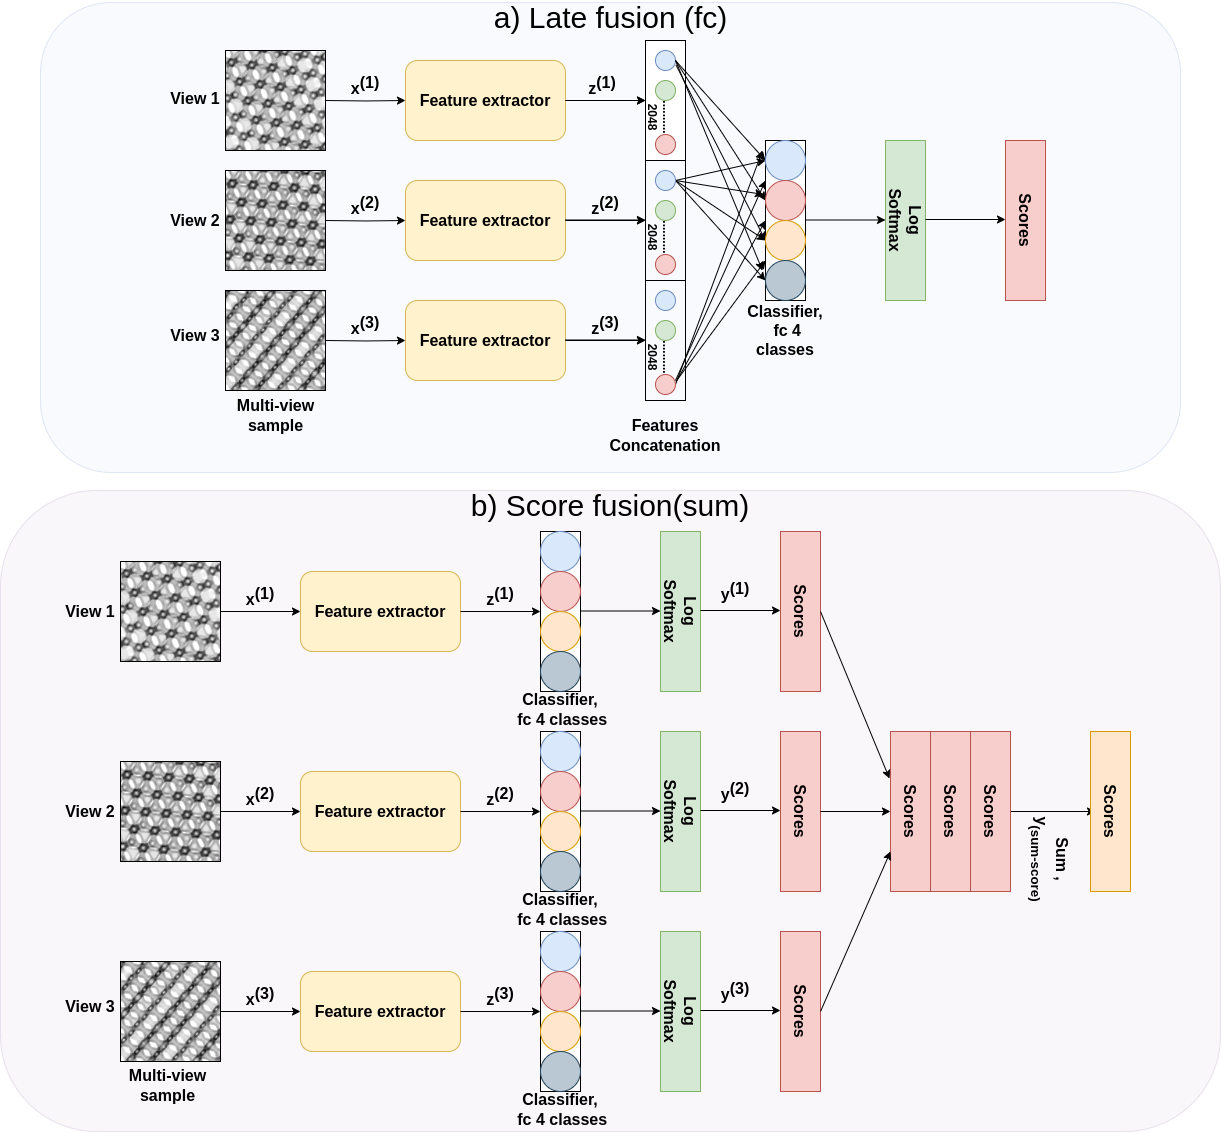 a) Late fusion (fc)
View 1
x(1)
Feature extractor
z(1)
2048
View 2
x(2)
Feature extractor
z(2)
2048
Log
Softmax
Scores
View 3
x(3)
Feature extractor
z(3)
2048
Classifier,
fc 4
classes
Multi-view
sample
Features
Concatenation
b) Score fusion(sum)
View 1
x(1)
Feature extractor
z(1)
Log
Softmax
y(1)
Scores
Classifier,
fc 4 classes
View 2
x(2)
Feature extractor
z(2)
Log
Softmax
y(2)
Scores
Scores
Scores
Scores
Sum ,
y(sum-score)
Scores
Classifier,
fc 4 classes
View 3
x(3)
Feature extractor
z(3)
Log
Softmax
y(3)
Scores
Multi-view
sample
Classifier,
fc 4 classes